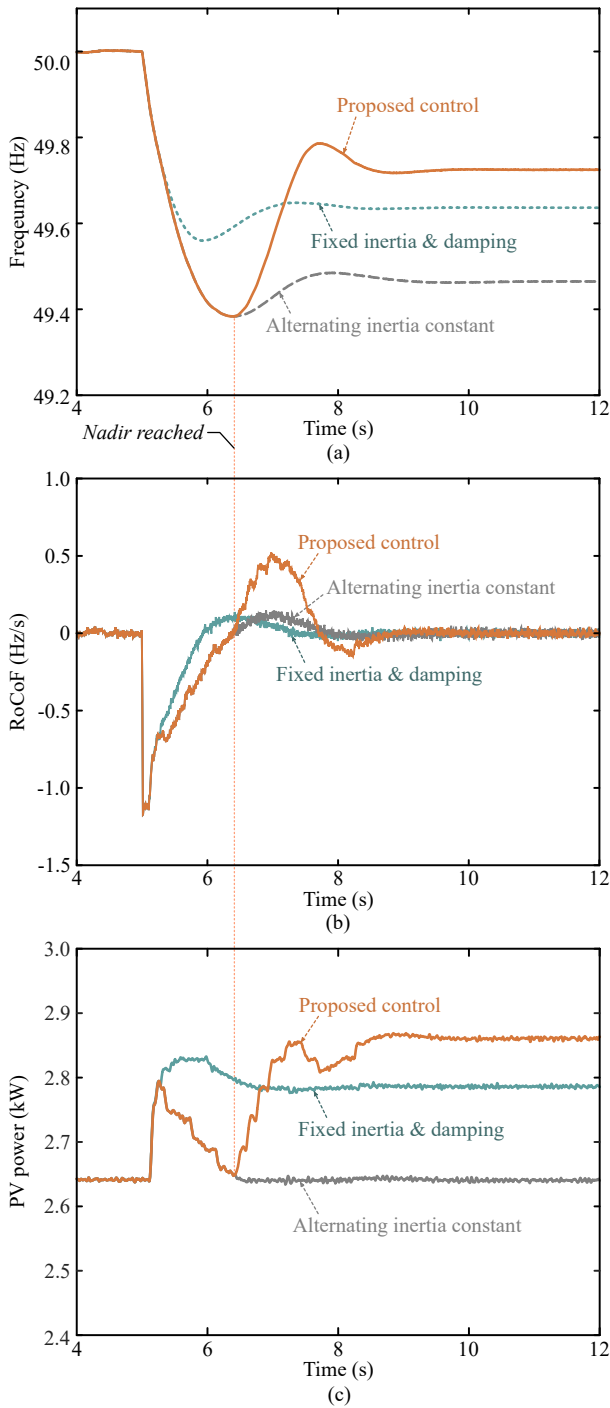 50.0
49.8
49.6
49.4
49.2
Freqeuncy (Hz)
Proposed control
Fixed inertia & damping
Alternating inertia constant
4
6
8
10
12
Time (s)
Nadir reached
(a)
1.0
0.5
0
-0.5
-1.0
-1.5
RoCoF (Hz/s)
Proposed control
Alternating inertia constant
Fixed inertia & damping
4
6
8
10
12
Time (s)
(b)
3.0
2.9
2.8
2.7
2.6
2.5
2.4
PV power (kW)
Proposed control
Fixed inertia & damping
Alternating inertia constant
4
6
8
10
12
Time (s)
(c)